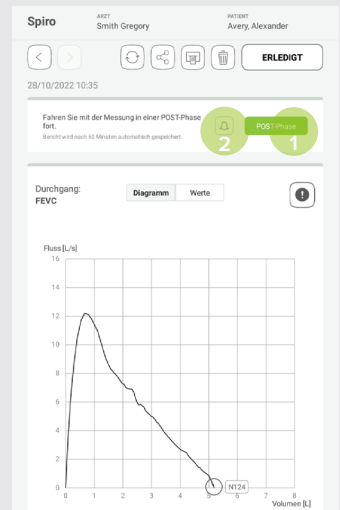 Spiro
ARZT
Smith Gregory
PATIENT
Avery, Alexander
ERLEDIGT
28/10/2022 10:35
Fahren Sie mit der Messung in einer POST-Phase
fort.
Bericht wird nach 60 Minuten automatisch gespeichert.
2
POST-Phase
1
Durchgang:
FEVC
Diagramm
Werte
Fluss [L/s]
16
14
12
10
8
6
4
2
0
0 1 2 3 4 5 6 7 8
N124
Volumen [L]